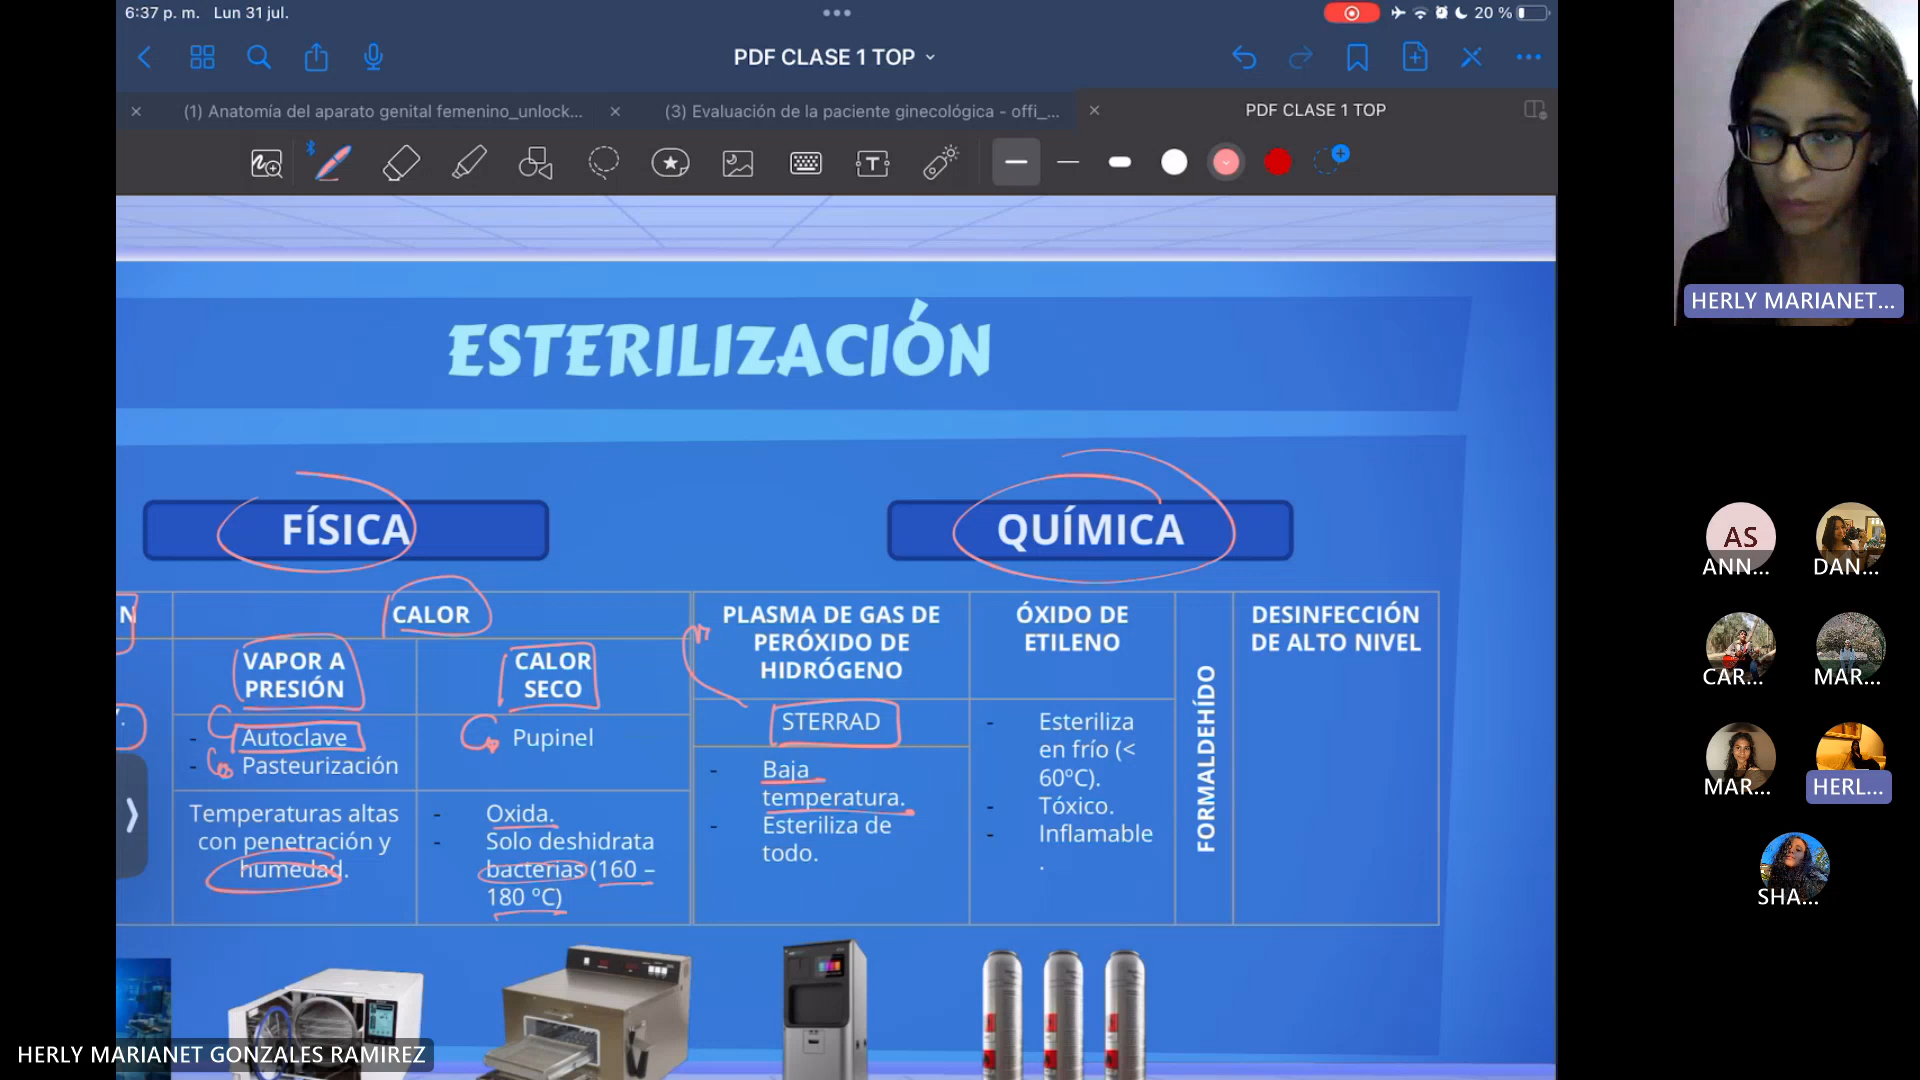 6:37 p. m. Lun 31 jul.
20 %
PDF CLASE 1 TOP
(1) Anatomía del aparato genital femenino_unlock...
(3) Evaluación de la paciente ginecológica - offi_...
PDF CLASE 1 TOP
HERLY MARIANET...
ESTERILIZACIÓN
FÍSICA
QUÍMICA
N
CALOR
VAPOR A
PRESIÓN
CALOR
SECO
- Autoclave
- Pasteurización
Pupinel
Temperaturas altas
con penetración y
humedad.
- Oxida.
- Solo deshidrata
bacterias (160 –
180 ºC)
PLASMA DE GAS DE
PERÓXIDO DE
HIDRÓGENO
STERRAD
- Baja
temperatura.
- Esteriliza de
todo.
ÓXIDO DE
ETILENO
- Esteriliza
en frío (<
60ºC).
- Tóxico.
- Inflamable
.
FORMALDEHÍDO
DESINFECCIÓN
DE ALTO NIVEL
AS
ANN...
DAN...
CAR...
MAR...
MAR...
HERL...
SHA...
HERLY MARIANET GONZALES RAMIREZ